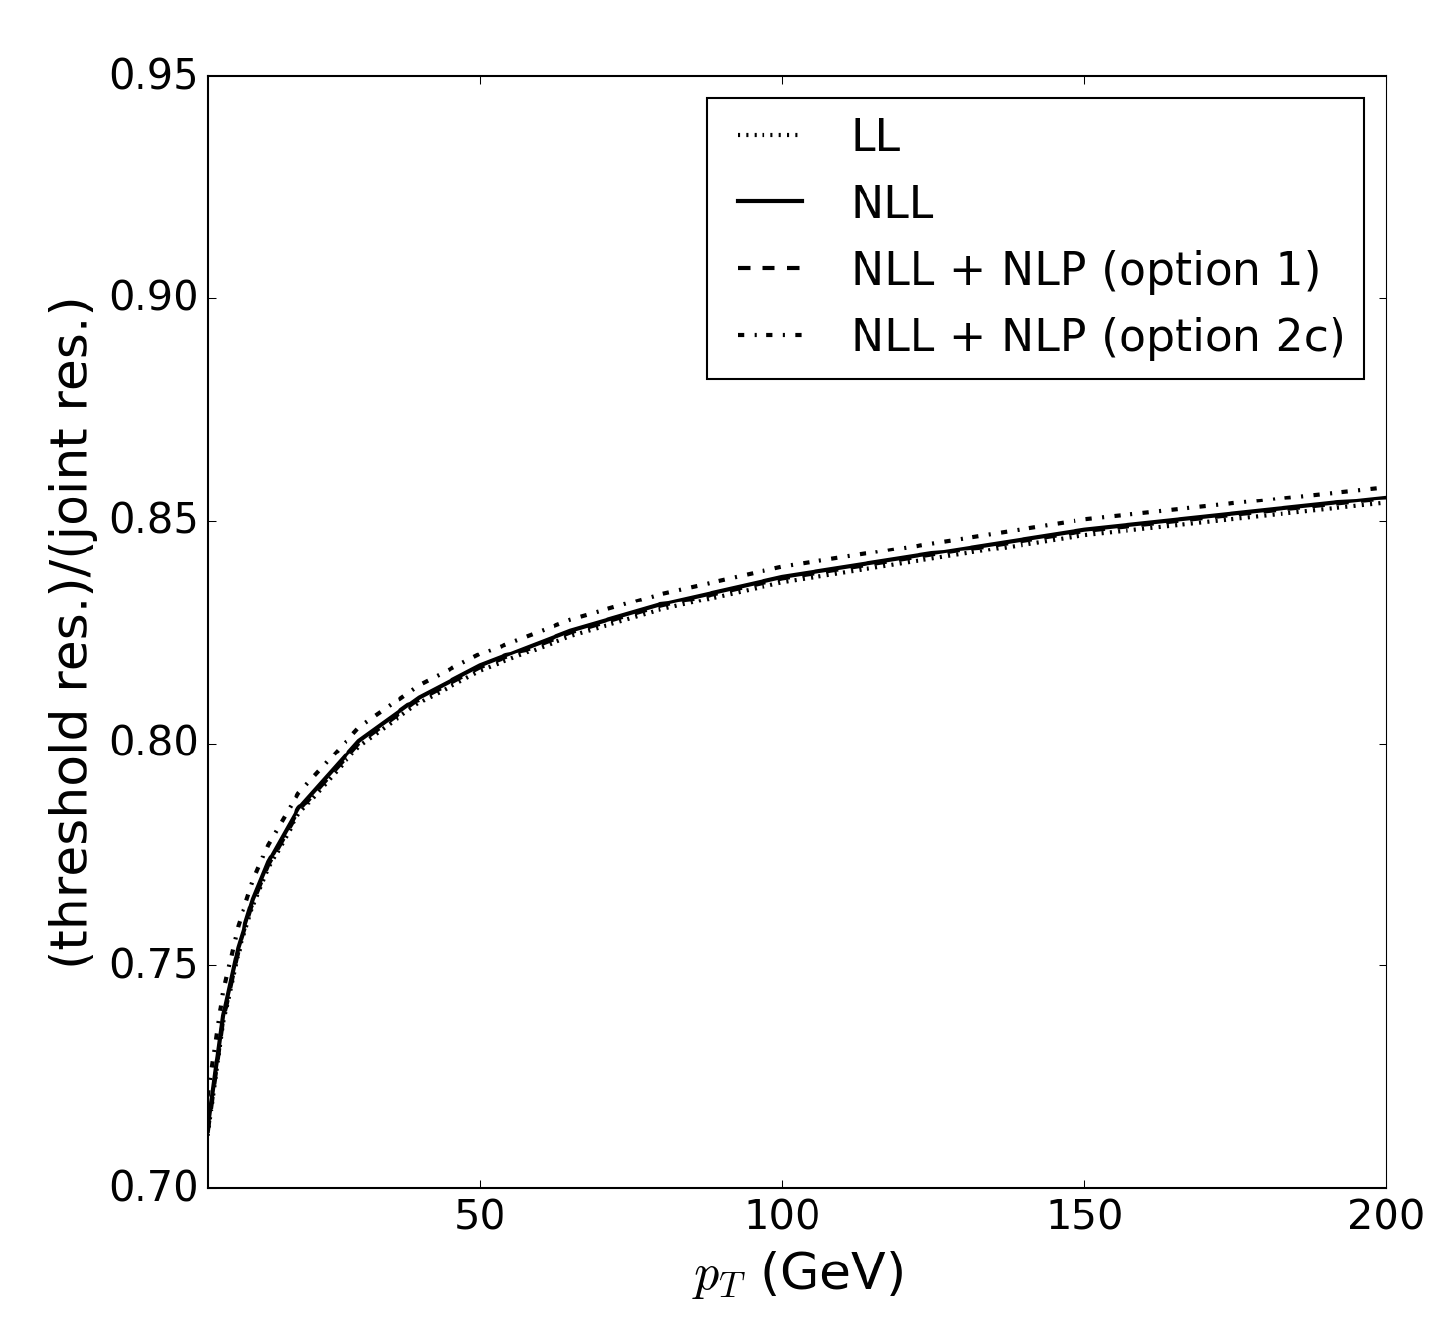 (threshold res.)/(joint res.)
0.95
0.90
0.85
0.80
0.75
0.70
LL
NLL
NLL + NLP (option 1)
NLL + NLP (option 2c)
50 100 150 200
p_T (GeV)